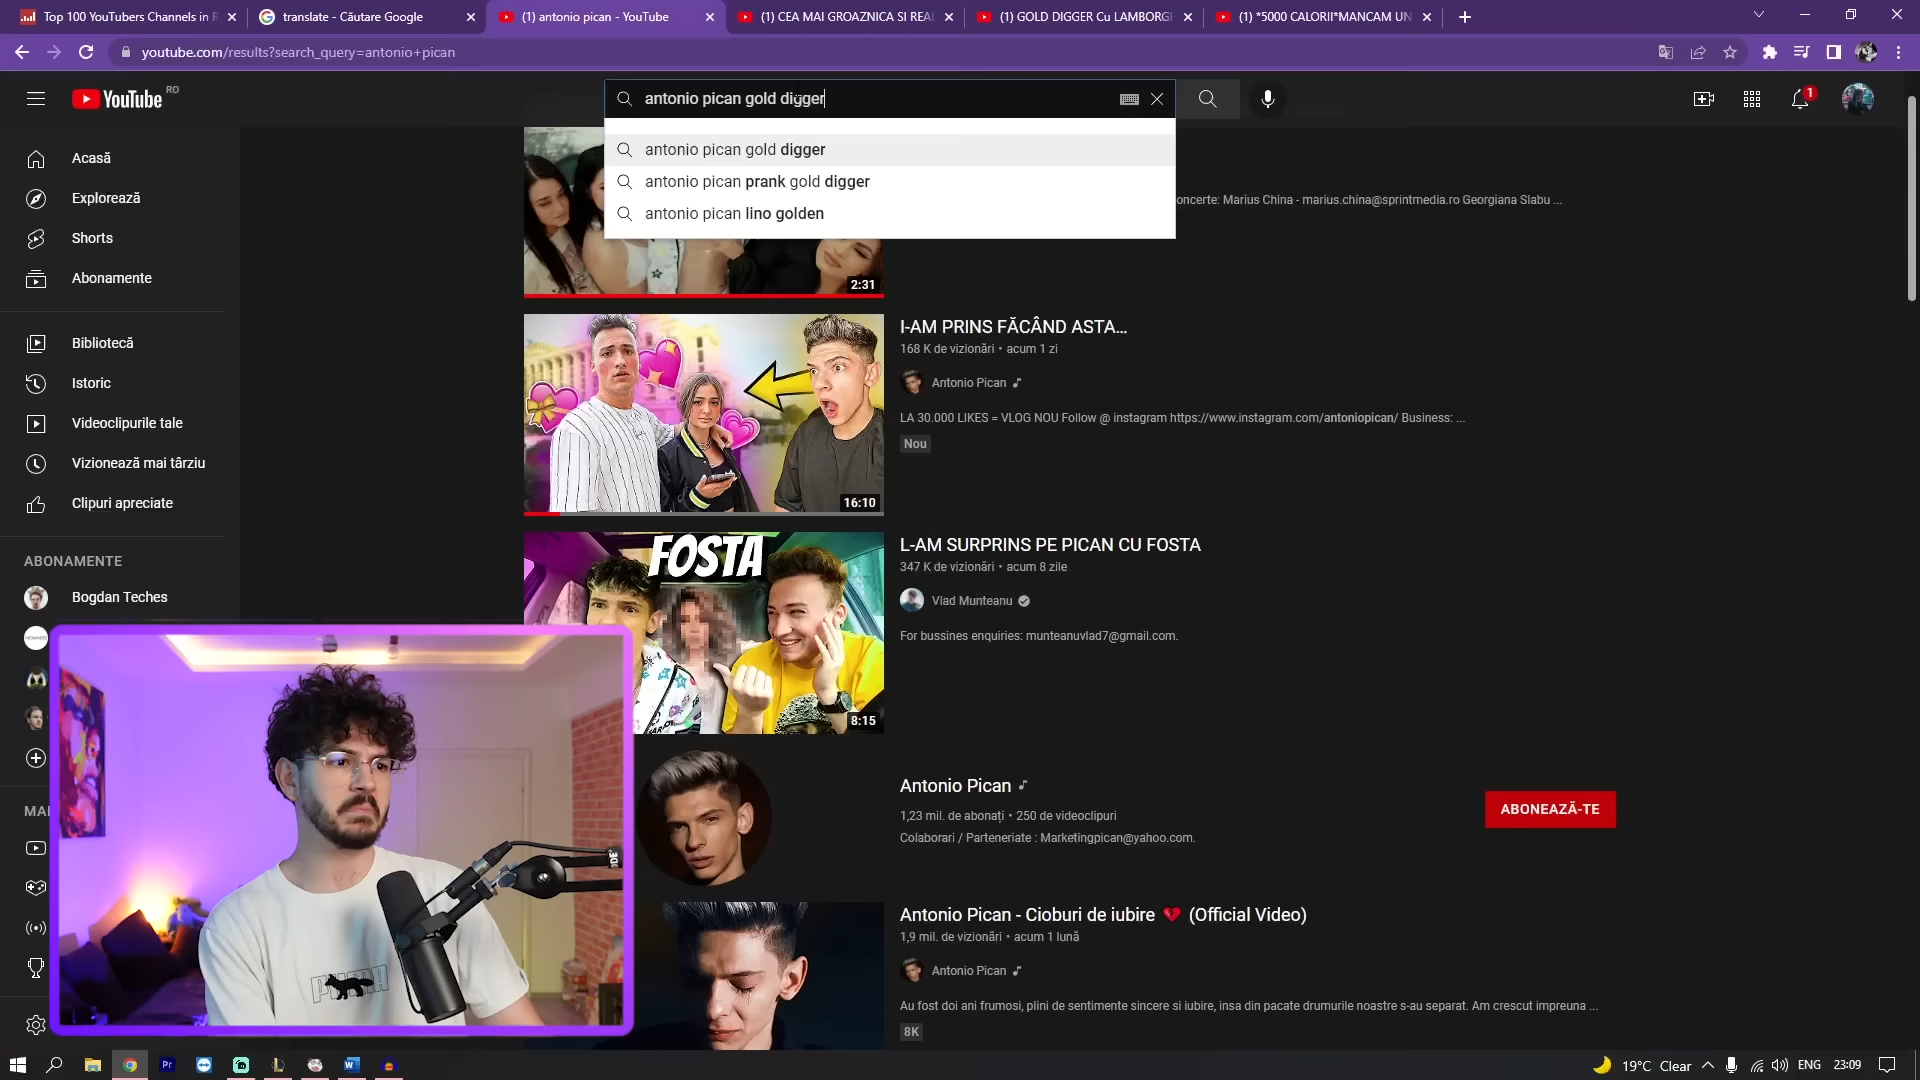 Top 100 YouTubers Channels in R
translate - Căutare Google
(1) antonio pican - YouTube
(1) CEA MAI GROAZNICA SI REAL
(1) GOLD DIGGER Cu LAMBORGH
(1) *5000 CALORII*MANCAM UN
youtube.com/results?search_query=antonio+pican
YouTube RO
antonio pican gold digger
1
antonio pican gold digger
antonio pican prank gold digger
antonio pican lino golden
Acasă
Explorează
Shorts
Abonamente
Bibliotecă
Istoric
Videoclipurile tale
Vizionează mai târziu
Clipuri apreciate
ABONAMENTE
Bogdan Teches
MAI
oncerte: Marius China - marius.china@sprintmedia.ro Georgiana Slabu ...
2:31
I-AM PRINS FĂCÂND ASTA...
168 K de vizionări • acum 1 zi
Antonio Pican
LA 30.000 LIKES = VLOG NOU Follow @ instagram https://www.instagram.com/antoniopican/ Business: ...
Nou
16:10
FOSTA
L-AM SURPRINS PE PICAN CU FOSTA
347 K de vizionări • acum 8 zile
Vlad Munteanu
For bussines enquiries: munteanuvlad7@gmail.com.
8:15
Antonio Pican
1,23 mil. de abonați • 250 de videoclipuri
Colaborari / Parteneriate : Marketingpican@yahoo.com.
ABONEAZĂ-TE
Antonio Pican - Cioburi de iubire 💔 (Official Video)
1,9 mil. de vizionări • acum 1 lună
Antonio Pican
Au fost doi ani frumosi, plini de sentimente sincere si iubire, insa din pacate drumurile noastre s-au separat. Am crescut impreuna ...
8K
PUMA
Pr
W
19°C Clear
ENG
23:09